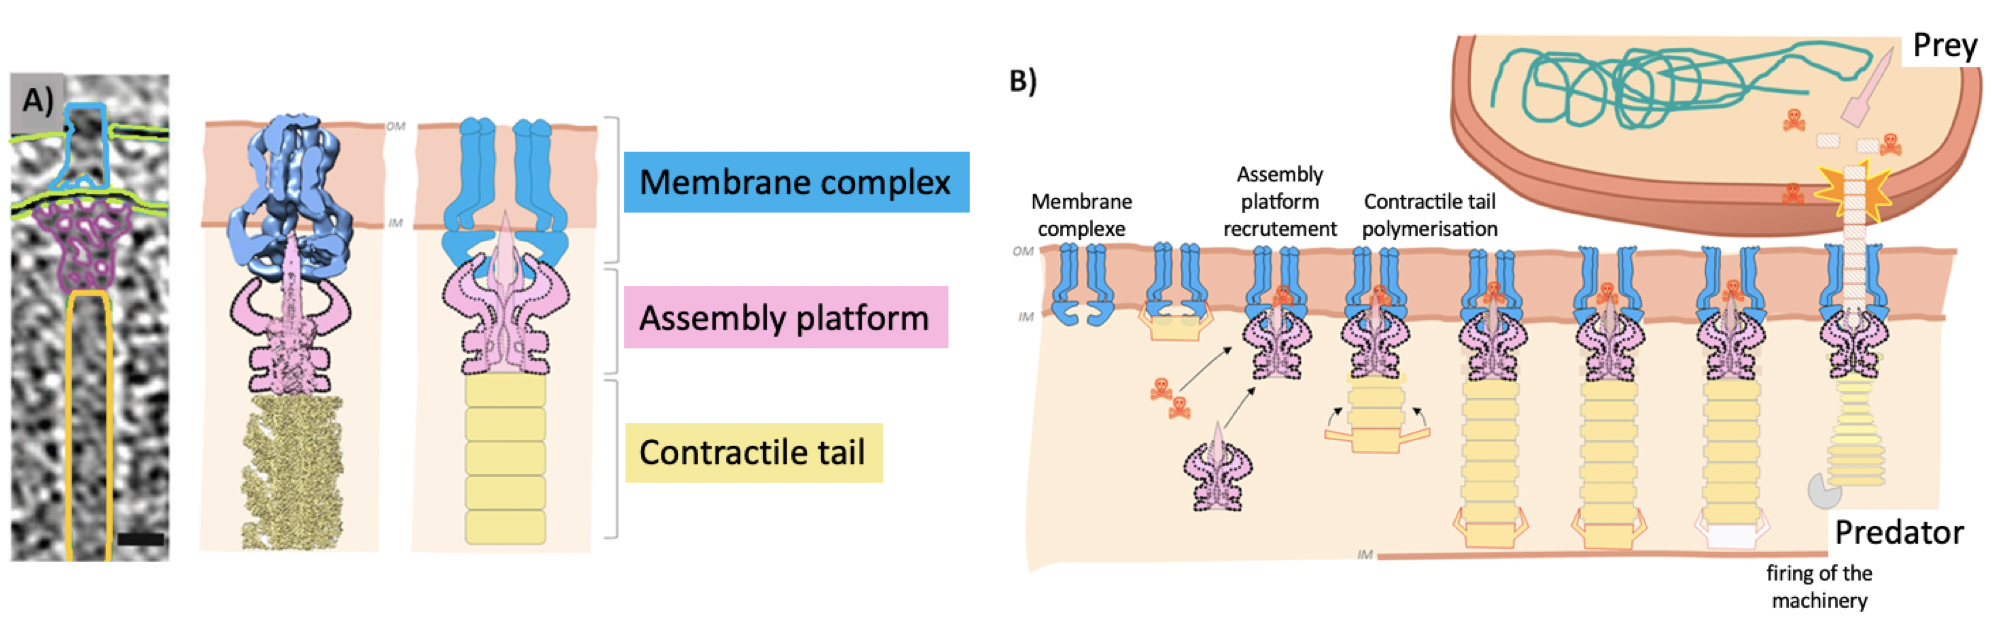 A)
OM
IM
Membrane complex
Assembly platform
Contractile tail
B)
Prey
Membrane
complexe
Assembly
platform
recrutement
Contractile tail
polymerisation
OM
IM
IM
Predator
firing of the
machinery